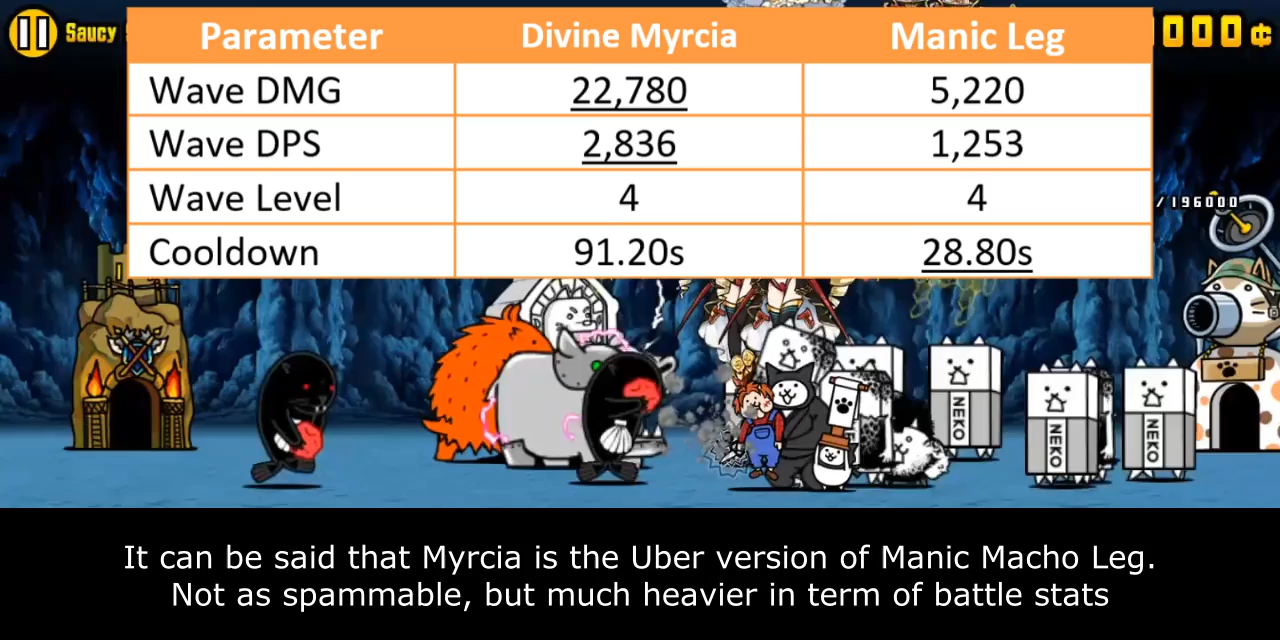 Saucy
000¢
Parameter Divine Myrcia Manic Leg
Wave DMG 22,780 5,220
Wave DPS 2,836 1,253
Wave Level 4 4
Cooldown 91.20s 28.80s
/196000
NEKO
NEKO
NEKO
It can be said that Myrcia is the Uber version of Manic Macho Leg.
Not as spammable, but much heavier in term of battle stats